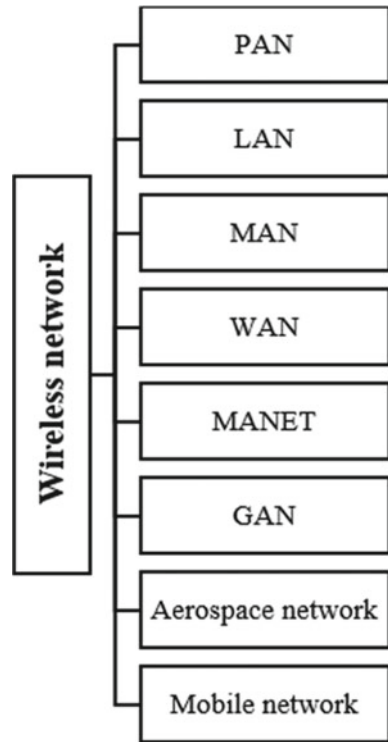 Wireless network
PAN
LAN
MAN
WAN
MANET
GAN
Aerospace network
Mobile network